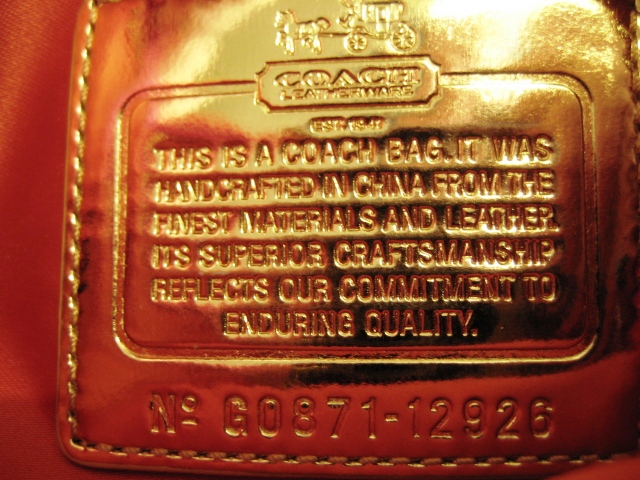 COACH
LEATHERWARE
EST. 1941
THIS IS A COACH BAG. IT WAS
HANDCRAFTED IN CHINA FROM THE
FINEST MATERIALS AND LEATHER.
ITS SUPERIOR CRAFTSMANSHIP
REFLECTS OUR COMMITMENT TO
ENDURING QUALITY.
Nº G0871-12926